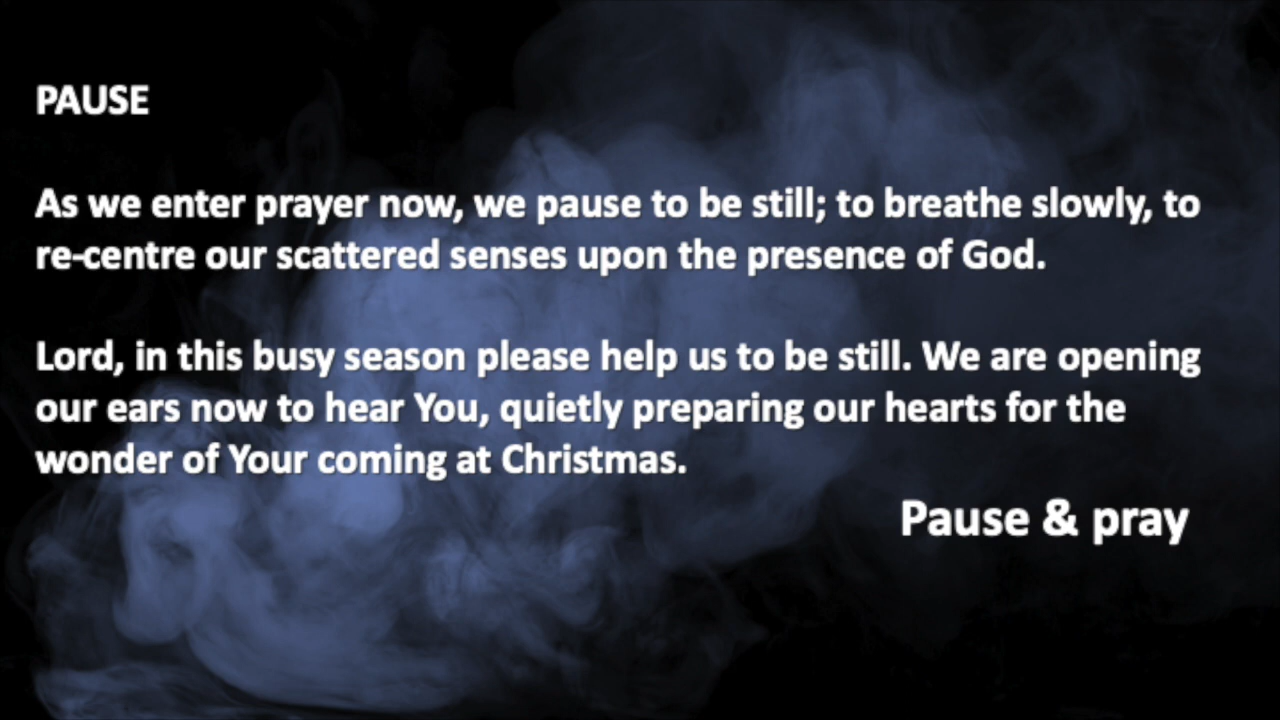 PAUSE
As we enter prayer now, we pause to be still; to breathe slowly, to
re-centre our scattered senses upon the presence of God.
Lord, in this busy season please help us to be still. We are opening
our ears now to hear You, quietly preparing our hearts for the
wonder of Your coming at Christmas.
Pause & pray